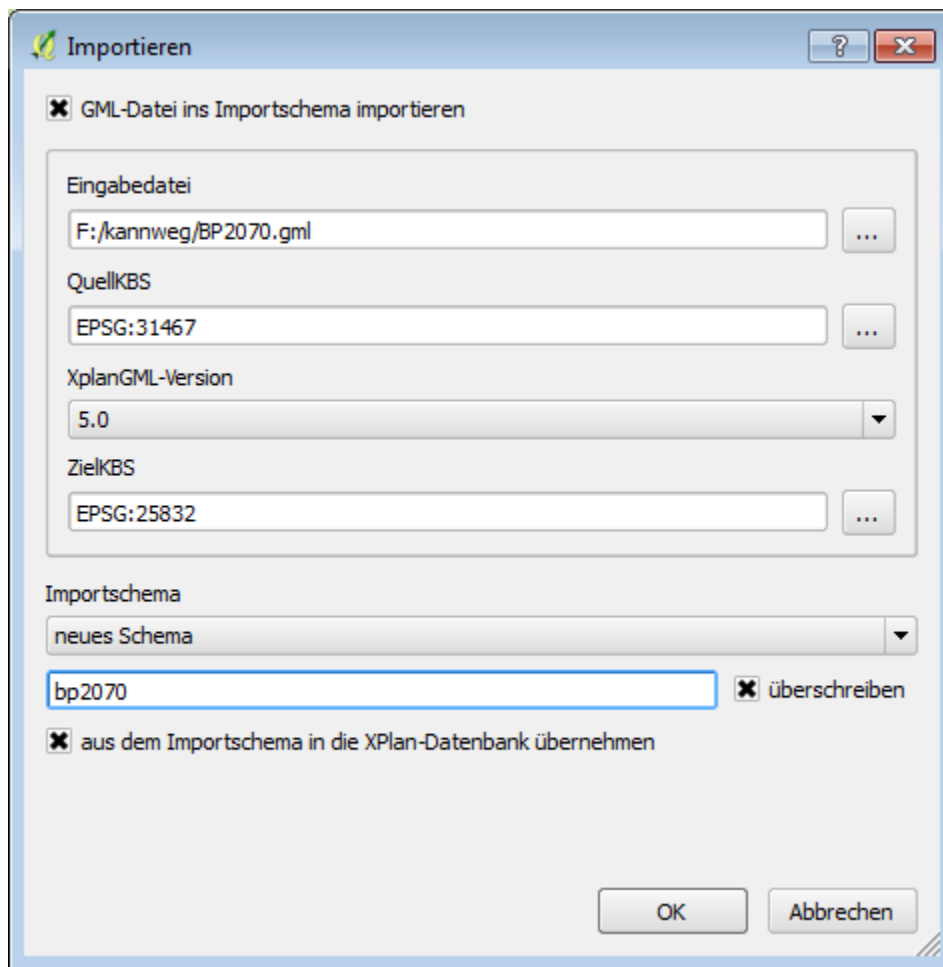 Importieren
GML-Datei ins Importschema importieren
Eingabedatei
F:/kannweg/BP2070.gml
...
QuellKBS
EPSG:31467
...
XplanGML-Version
5.0
ZielKBS
EPSG:25832
...
Importschema
neues Schema
bp2070
überschreiben
aus dem Importschema in die XPlan-Datenbank übernehmen
OK
Abbrechen